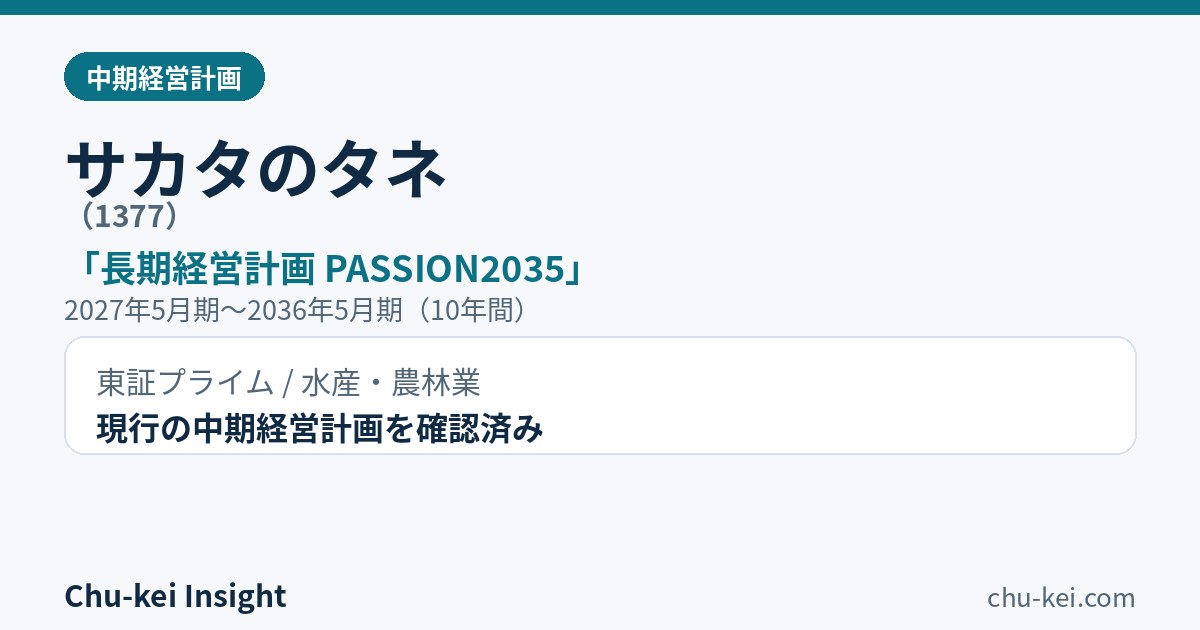 中期経営計画
サカタのタネ
（1377）
「長期経営計画 PASSION2035」
2027年5月期〜2036年5月期（10年間）
東証プライム / 水産・農林業
現行の中期経営計画を確認済み
Chu-kei Insight
chu-kei.com